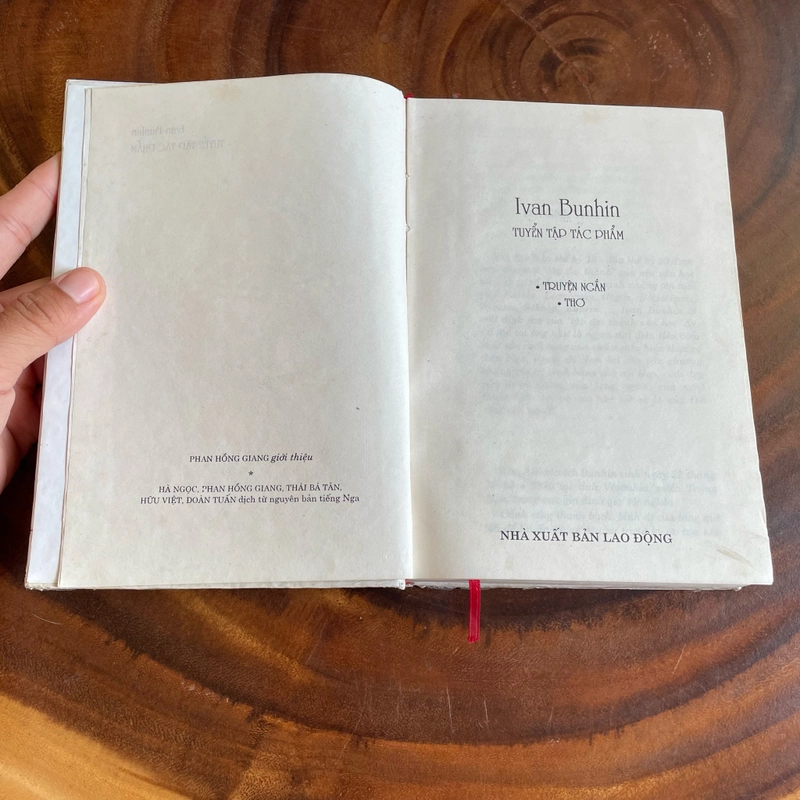 PHAN HỒNG GIANG giới thiệu
*
HÀ NGỌC, PHAN HỒNG GIANG, THÁI BÁ TÂN,
HỮU VIỆT, ĐOÀN TUẤN dịch từ nguyên bản tiếng Nga
Ivan Bunhin
TUYỂN TẬP TÁC PHẨM
• TRUYỆN NGẮN
• THƠ
NHÀ XUẤT BẢN LAO ĐỘNG